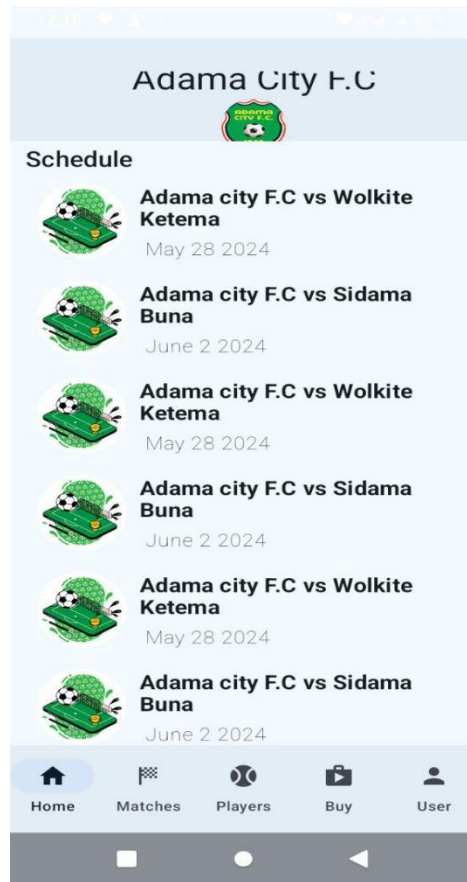 Adama City F.C
ADAMA
CITY F.C.
Schedule
Adama city F.C vs Wolkite
Ketema
May 28 2024
Adama city F.C vs Sidama
Buna
June 2 2024
Adama city F.C vs Wolkite
Ketema
May 28 2024
Adama city F.C vs Sidama
Buna
June 2 2024
Adama city F.C vs Wolkite
Ketema
May 28 2024
Adama city F.C vs Sidama
Buna
June 2 2024
Home Matches Players Buy User